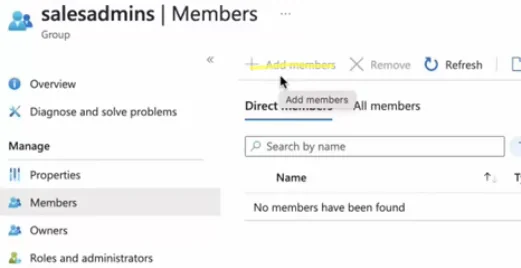 salesadmins | Members ...
Group
«
+ Add members × Remove Refresh
Overview
Add members
Diagnose and solve problems
Direct members All members
Manage
Search by name
Properties
Name ↑↓ Ty
Members
No members have been found
Owners
Roles and administrators